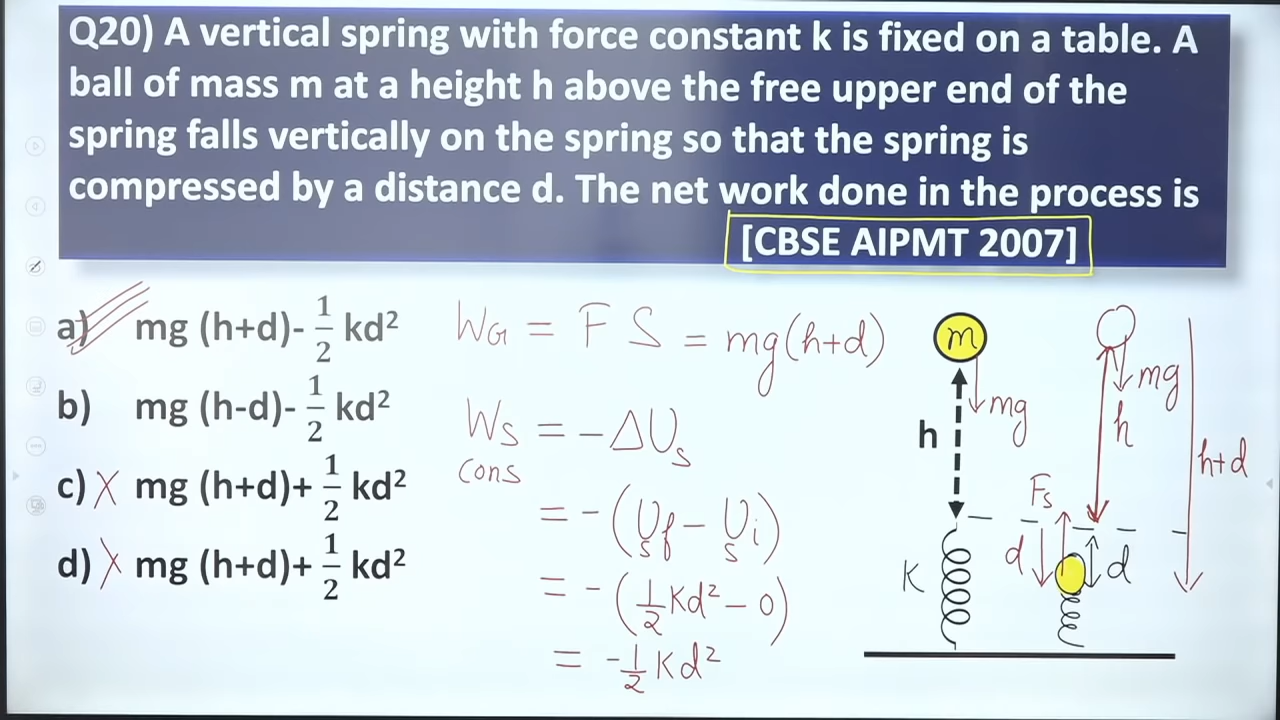 Q20) A vertical spring with force constant k is fixed on a table. A
ball of mass m at a height h above the free upper end of the
spring falls vertically on the spring so that the spring is
compressed by a distance d. The net work done in the process is
[CBSE AIPMT 2007]
a) mg (h+d)- 1/2 kd²
b) mg (h-d)- 1/2 kd²
c) X mg (h+d)+ 1/2 kd²
d) X mg (h+d)+ 1/2 kd²
W_G = F S = mg(h+d)
W_S = -ΔU_s
cons
= -(U_sf - U_si)
= -(1/2 Kd² - 0)
= -1/2 Kd²
m
mg
h
K
mg
h
h+d
F_s
d
d